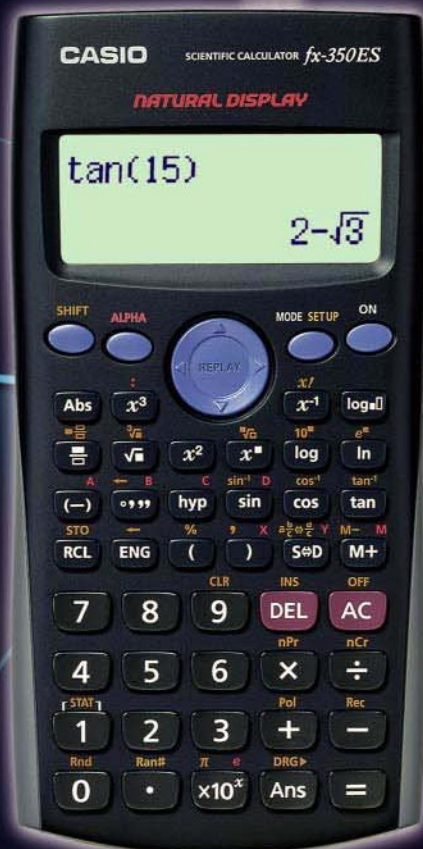 CASIO SCIENTIFIC CALCULATOR fx-350ES
NATURAL DISPLAY
tan(15)
2-√3
SHIFT ALPHA MODE SETUP ON
REPLAY
: x!
Abs x³ x⁻¹ log
³√ 10 e
√ x² x log ln
A ← B C sin⁻¹ D cos⁻¹ tan⁻¹
(−) °,,, hyp sin cos tan
STO ← % , X a b/c⇔d/c Y M− M
RCL ENG ( ) S⇔D M+
CLR INS OFF
7 8 9 DEL AC
nPr nCr
4 5 6 × ÷
STAT Pol Rec
1 2 3 + −
Rnd Ran# π e DRG▶
0 · ×10ˣ Ans =